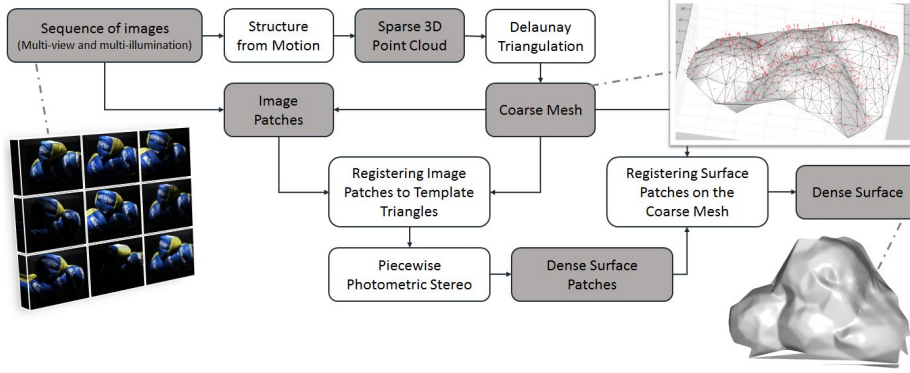 Sequence of images
(Multi-view and multi-illumination)
Structure
from Motion
Sparse 3D
Point Cloud
Delaunay
Triangulation
Image
Patches
Coarse Mesh
Registering Image
Patches to Template
Triangles
Registering Surface
Patches on the
Coarse Mesh
Dense Surface
Piecewise
Photometric Stereo
Dense Surface
Patches